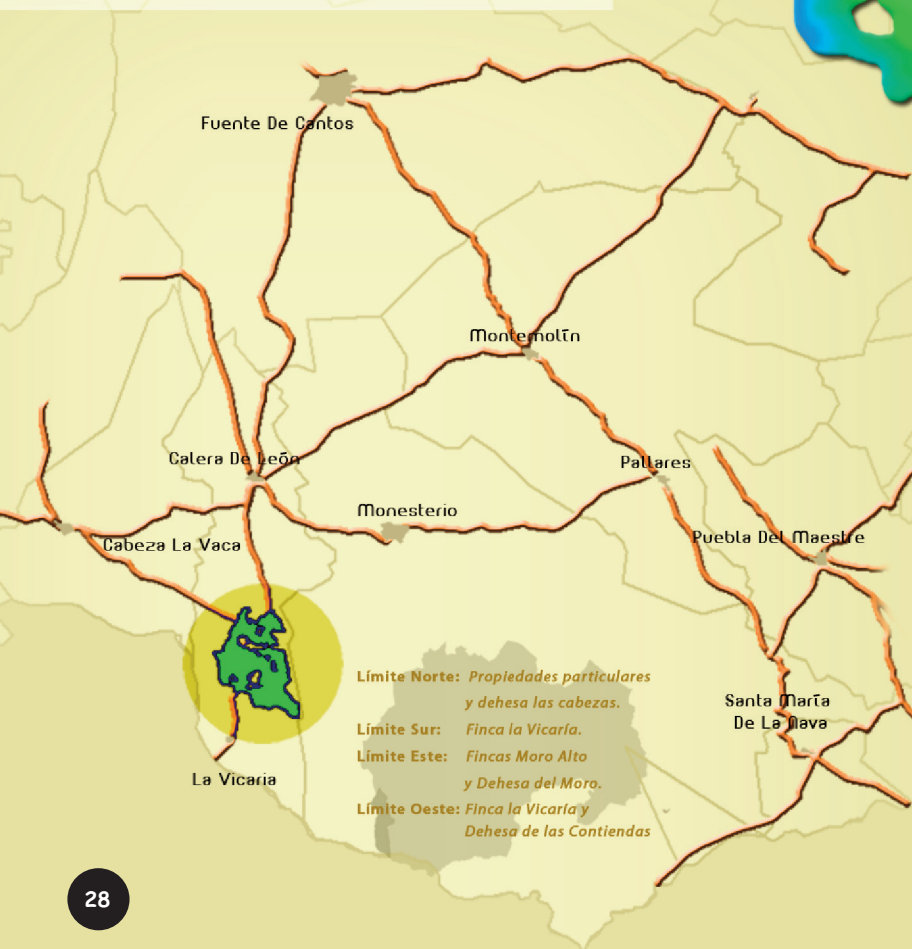 Fuente De Cantos
Montemolín
Calera De León
Pallares
Monesterio
Puebla Del Maestre
Cabeza La Vaca
Límite Norte: Propiedades particulares
y dehesa las cabezas.
Límite Sur: Finca la Vicaría.
Límite Este: Fincas Moro Alto
y Dehesa del Moro.
Límite Oeste: Finca la Vicaría y
Dehesa de las Contiendas
Santa María
De La Nava
La Vicaria
28